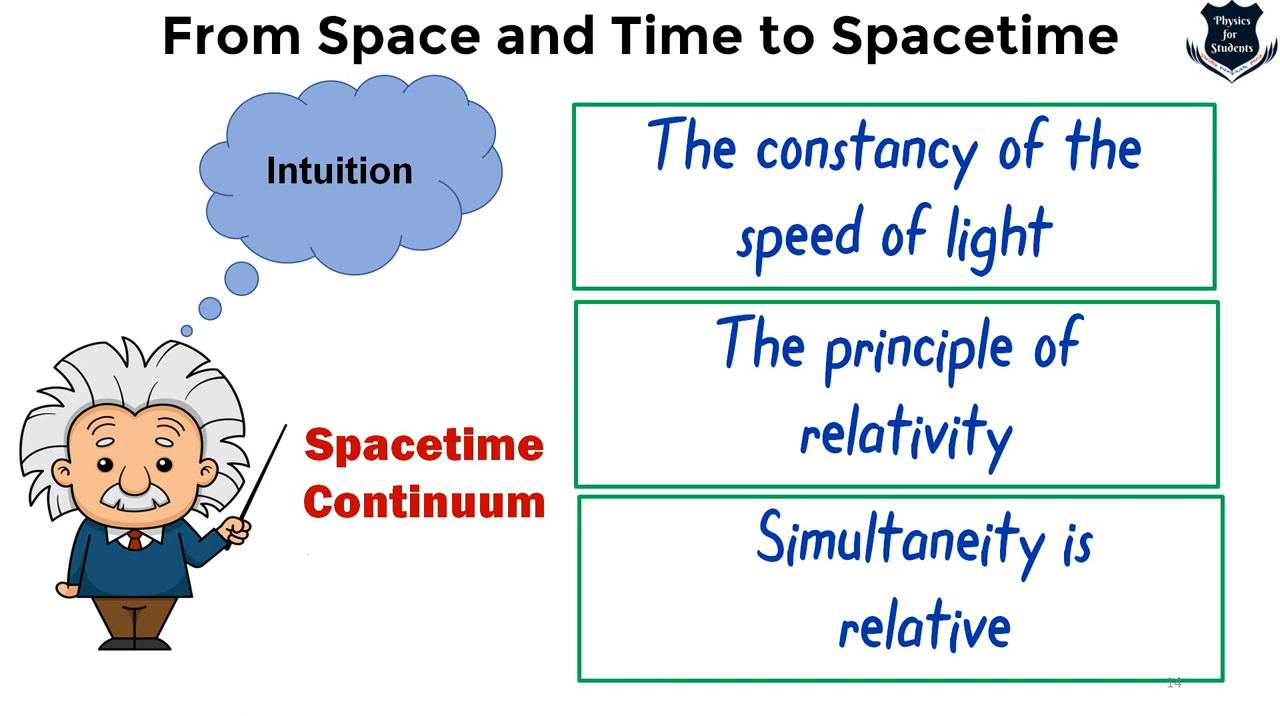 From Space and Time to Spacetime
Physics
for
Students
Intuition
The constancy of the
speed of light
The principle of
relativity
Spacetime
Continuum
Simultaneity is
relative
14